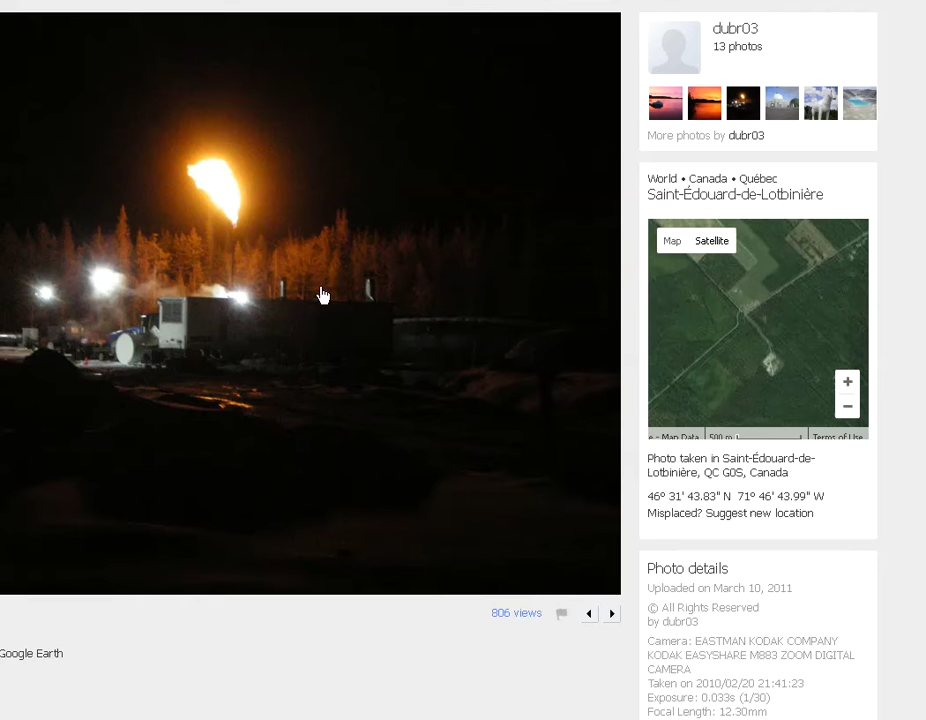 dubr03
13 photos
More photos by dubr03
World • Canada • Québec
Saint-Édouard-de-Lotbinière
Map Satellite
+
−
Map Data 500 m Terms of Use
Photo taken in Saint-Édouard-de-
Lotbinière, QC G0S, Canada
46° 31' 43.83" N 71° 46' 43.99" W
Misplaced? Suggest new location
Photo details
Uploaded on March 10, 2011
© All Rights Reserved
by dubr03
Camera: EASTMAN KODAK COMPANY
KODAK EASYSHARE M883 ZOOM DIGITAL
CAMERA
Taken on 2010/02/20 21:41:23
Exposure: 0.033s (1/30)
Focal Length: 12.30mm
806 views
Google Earth